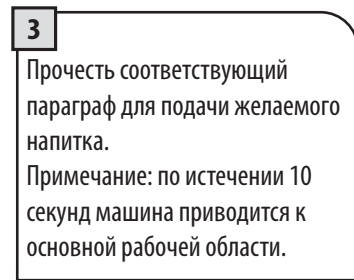 3
Прочесть соответствующий
параграф для подачи желаемого
напитка.
Примечание: по истечении 10
секунд машина приводится к
основной рабочей области.